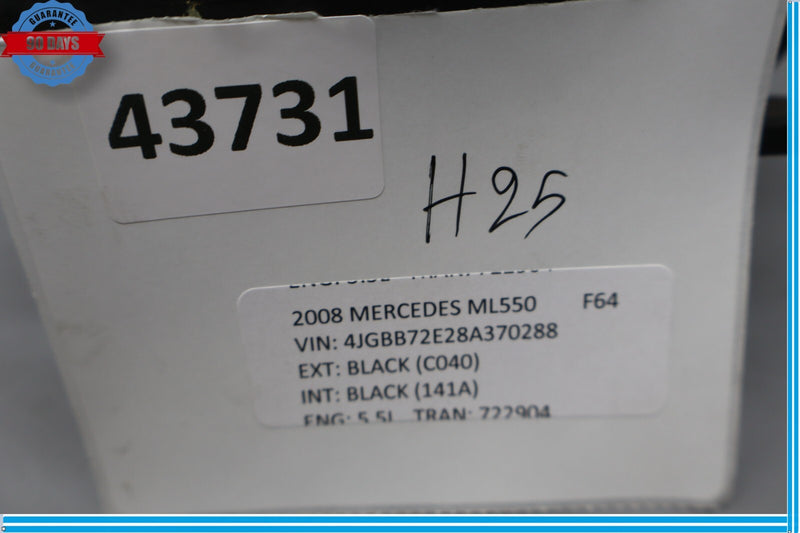 GUARANTEE
90 DAYS
GUARANTEE
43731
H25
2008 MERCEDES ML550 F64
VIN: 4JGBB72E28A370288
EXT: BLACK (C040)
INT: BLACK (141A)
ENG: 5.5L TRAN: 722904